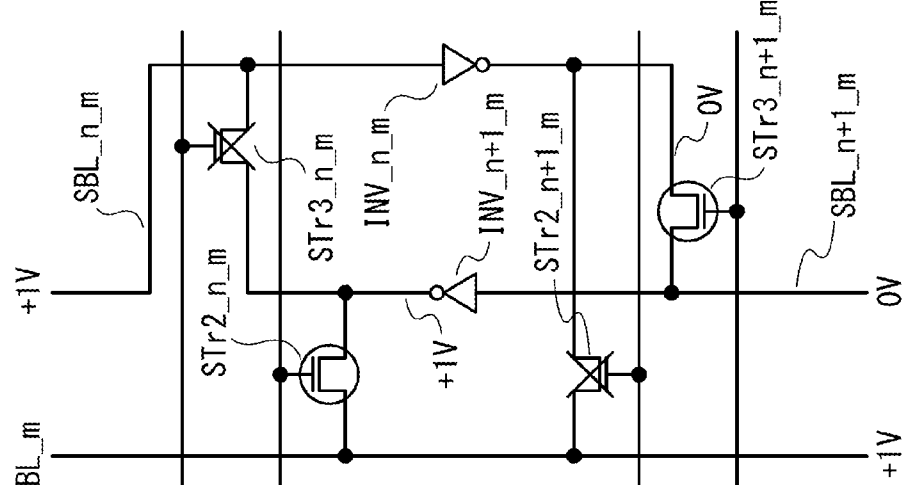 SBL_n_m
+1V
STr2_n_m
BL_m
STr3_n_m
INV_n_m
INV_n+1_m
+1V
STr2_n+1_m
0V
STr3_n+1_m
SBL_n+1_m
0V
+1V